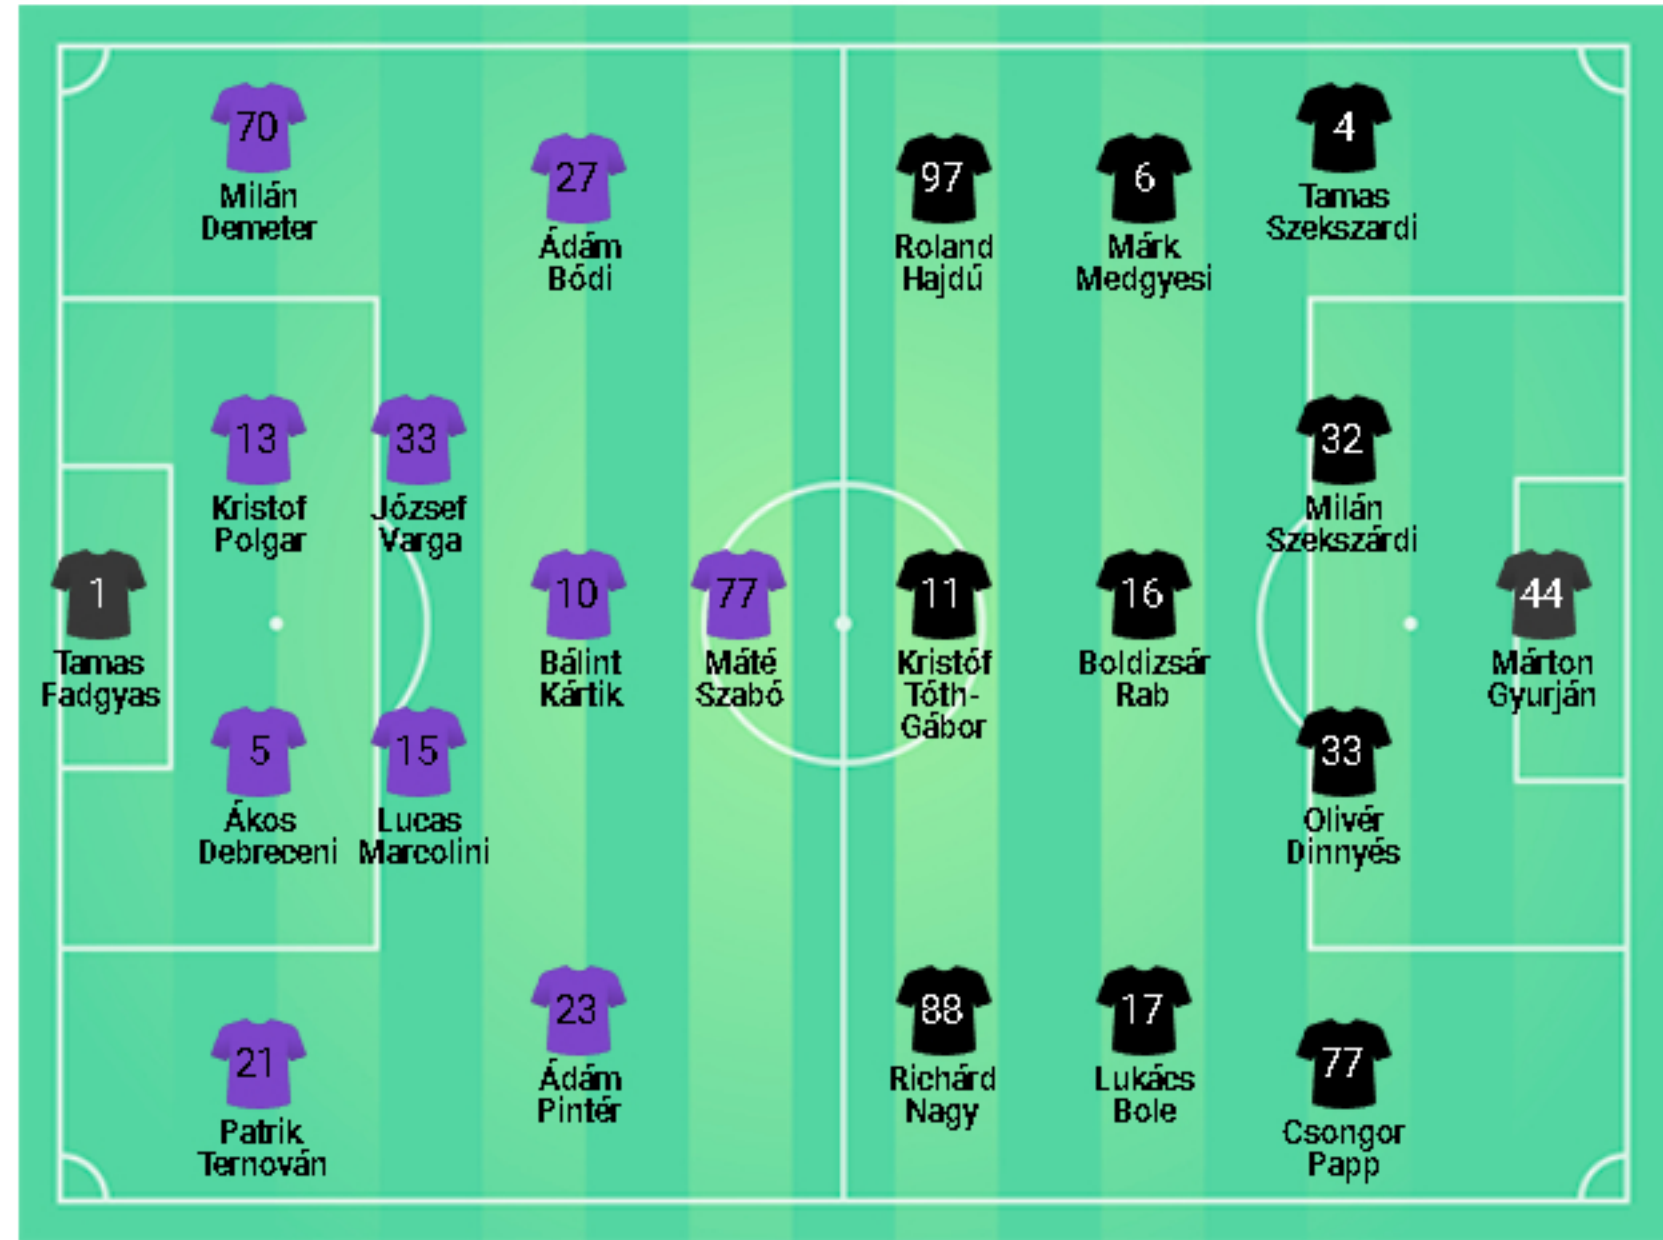 70
Milán
Demeter
27
Ádám
Bódi
97
Roland
Hajdú
6
Márk
Medgyesi
4
Tamas
Szekszardi
13
Kristof
Polgar
33
József
Varga
32
Milán
Szekszárdi
1
Tamas
Fadgyas
10
Bálint
Kártik
77
Máté
Szabó
11
Kristóf
Tóth-
Gábor
16
Boldizsár
Rab
44
Márton
Gyurján
5
Ákos
Debreceni
15
Lucas
Marcolini
33
Olivér
Dinnyés
21
Patrik
Ternován
23
Ádám
Pintér
88
Richárd
Nagy
17
Lukács
Bole
77
Csongor
Papp